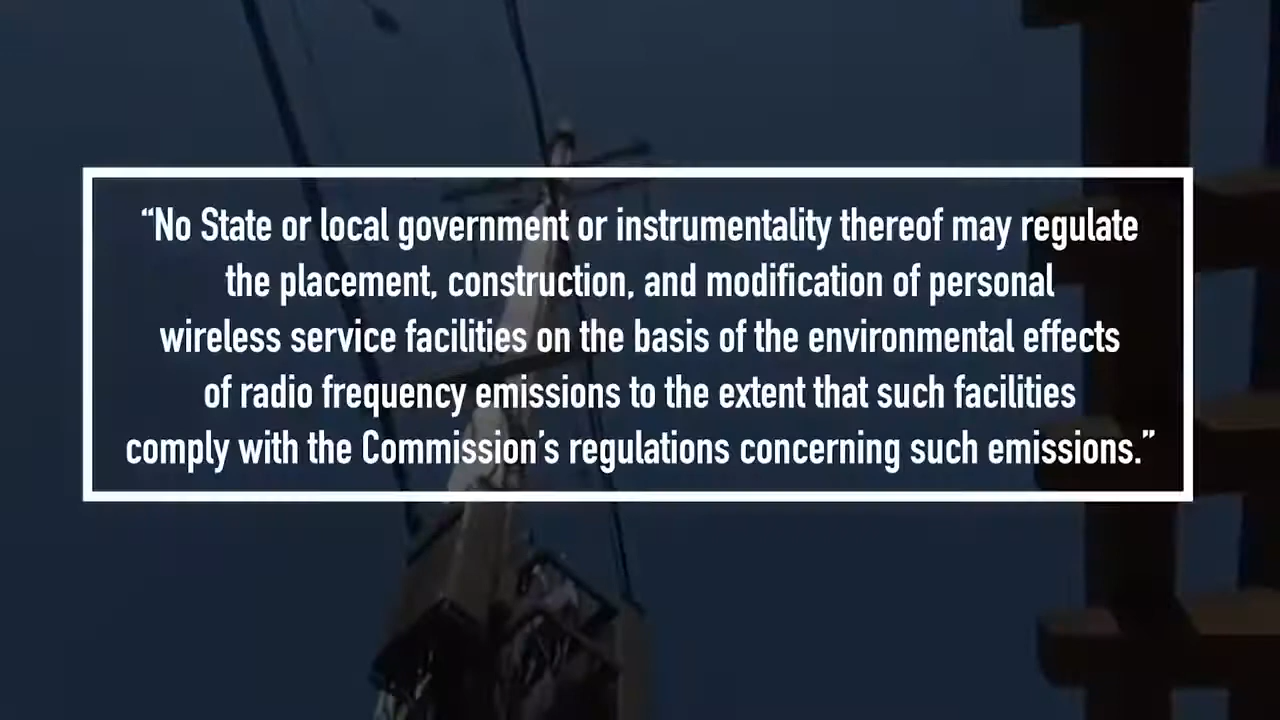 “No State or local government or instrumentality thereof may regulate
the placement, construction, and modification of personal
wireless service facilities on the basis of the environmental effects
of radio frequency emissions to the extent that such facilities
comply with the Commission’s regulations concerning such emissions.”